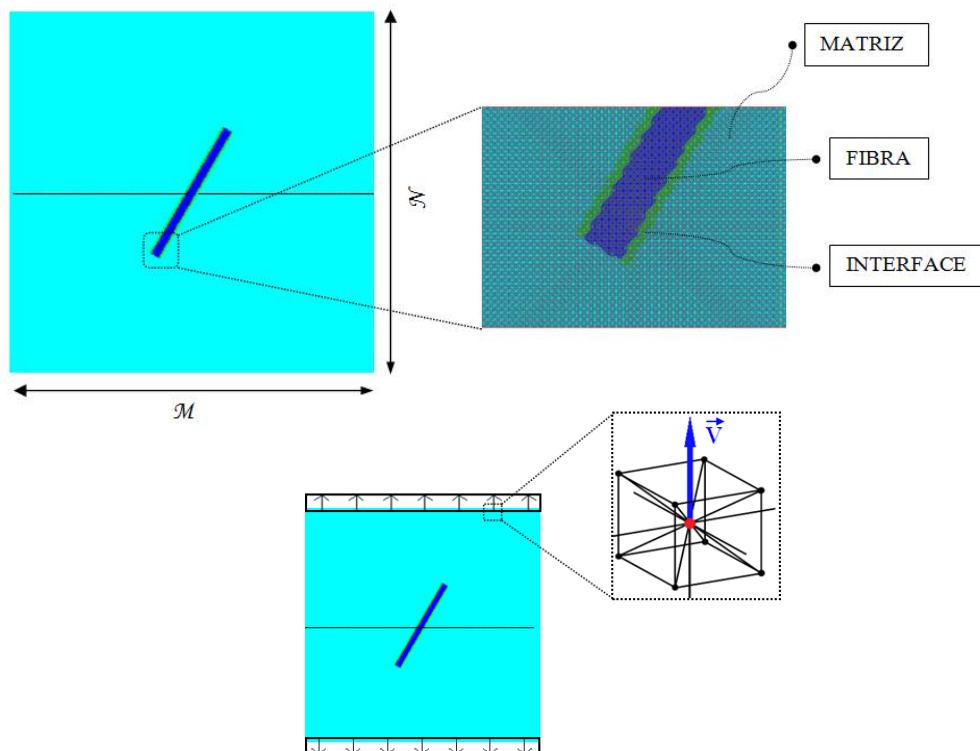 MATRIZ
FIBRA
INTERFACE
𝒩
ℳ
V